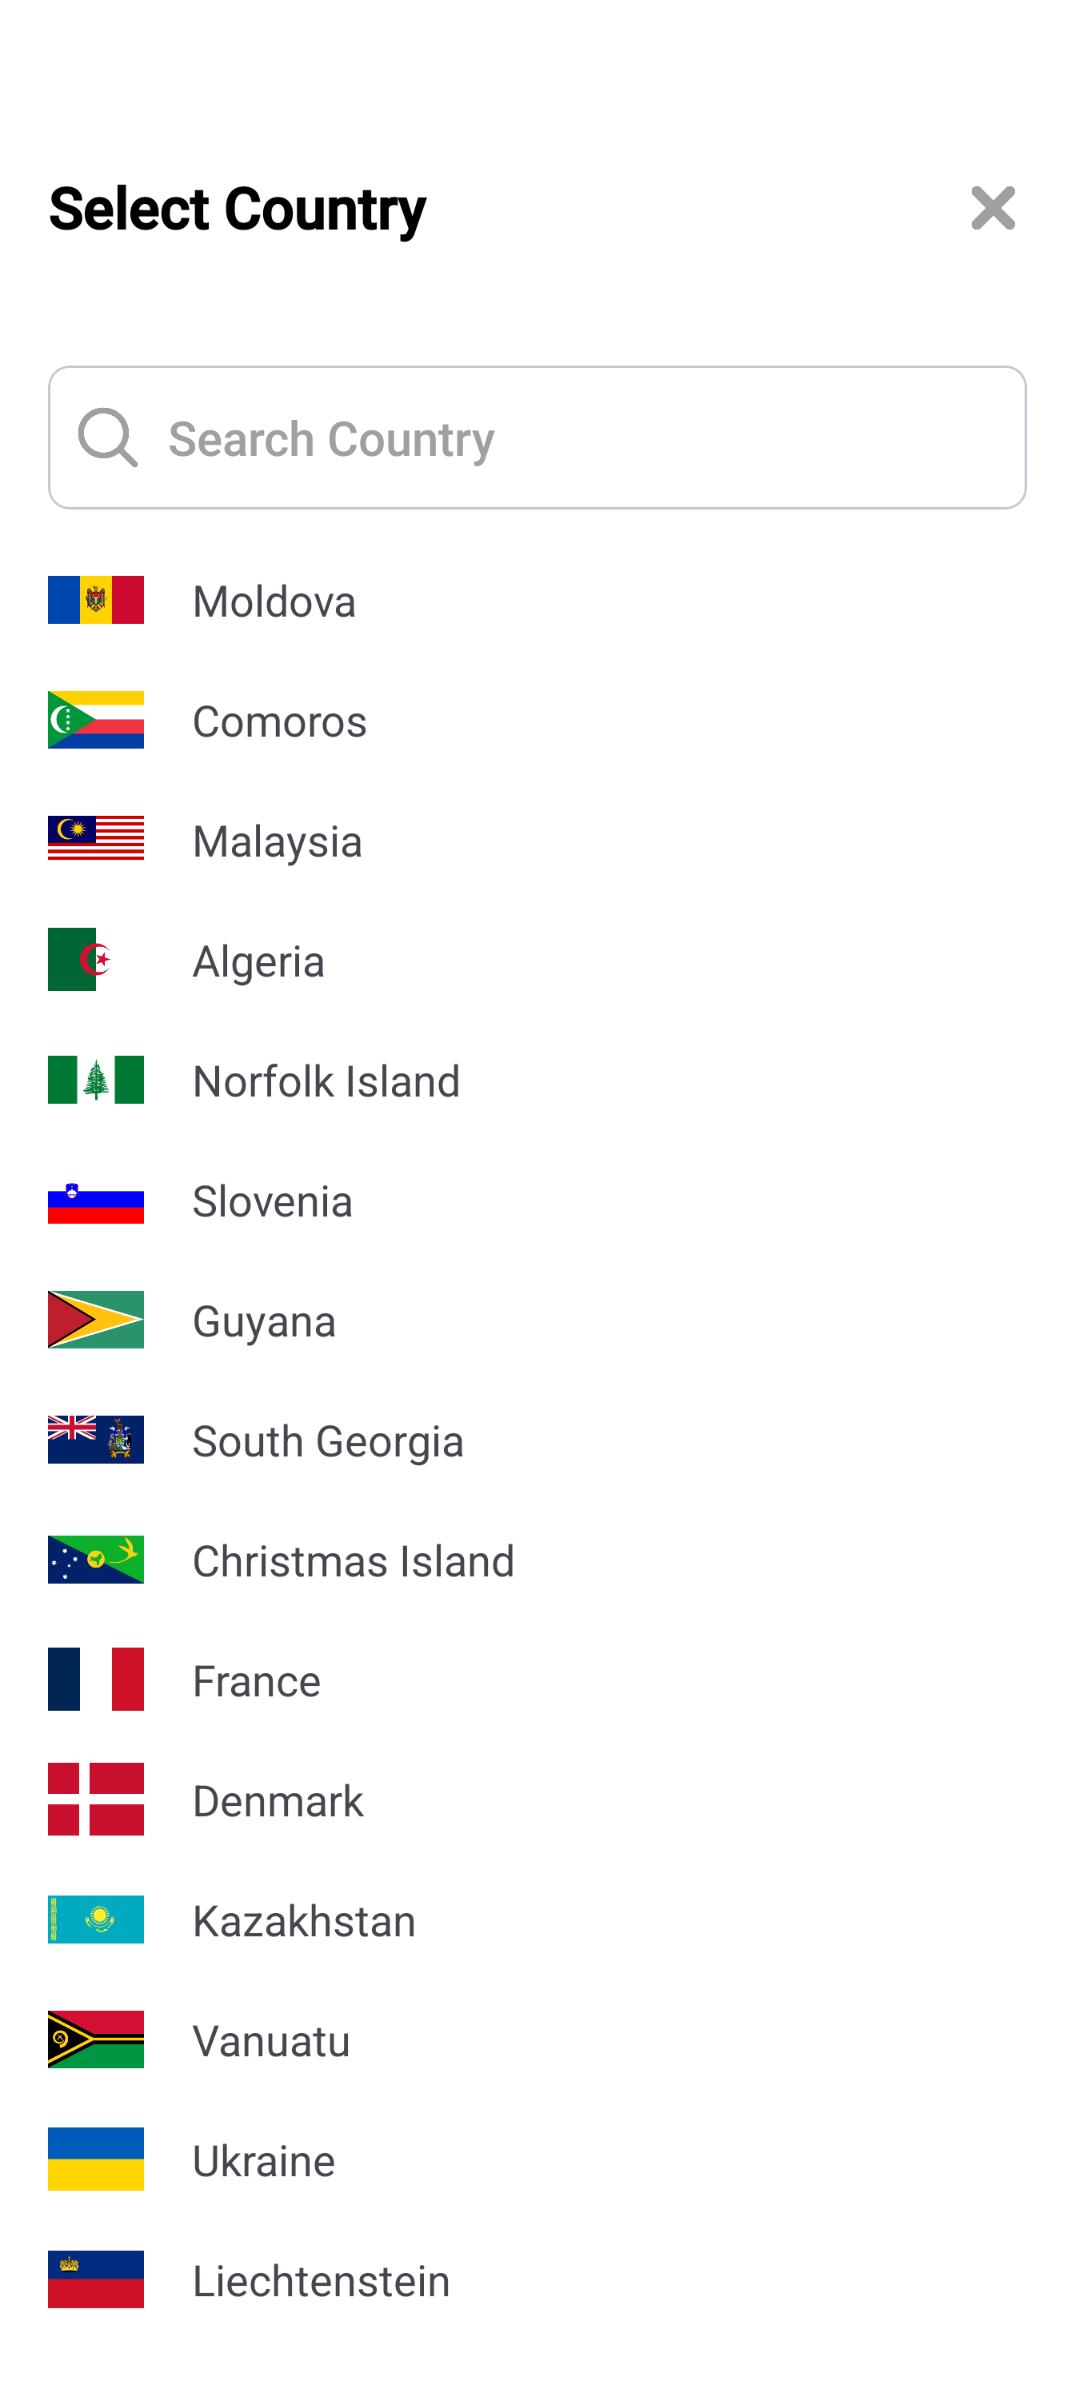 Select Country
Search Country
Moldova
Comoros
Malaysia
Algeria
Norfolk Island
Slovenia
Guyana
South Georgia
Christmas Island
France
Denmark
Kazakhstan
Vanuatu
Ukraine
Liechtenstein